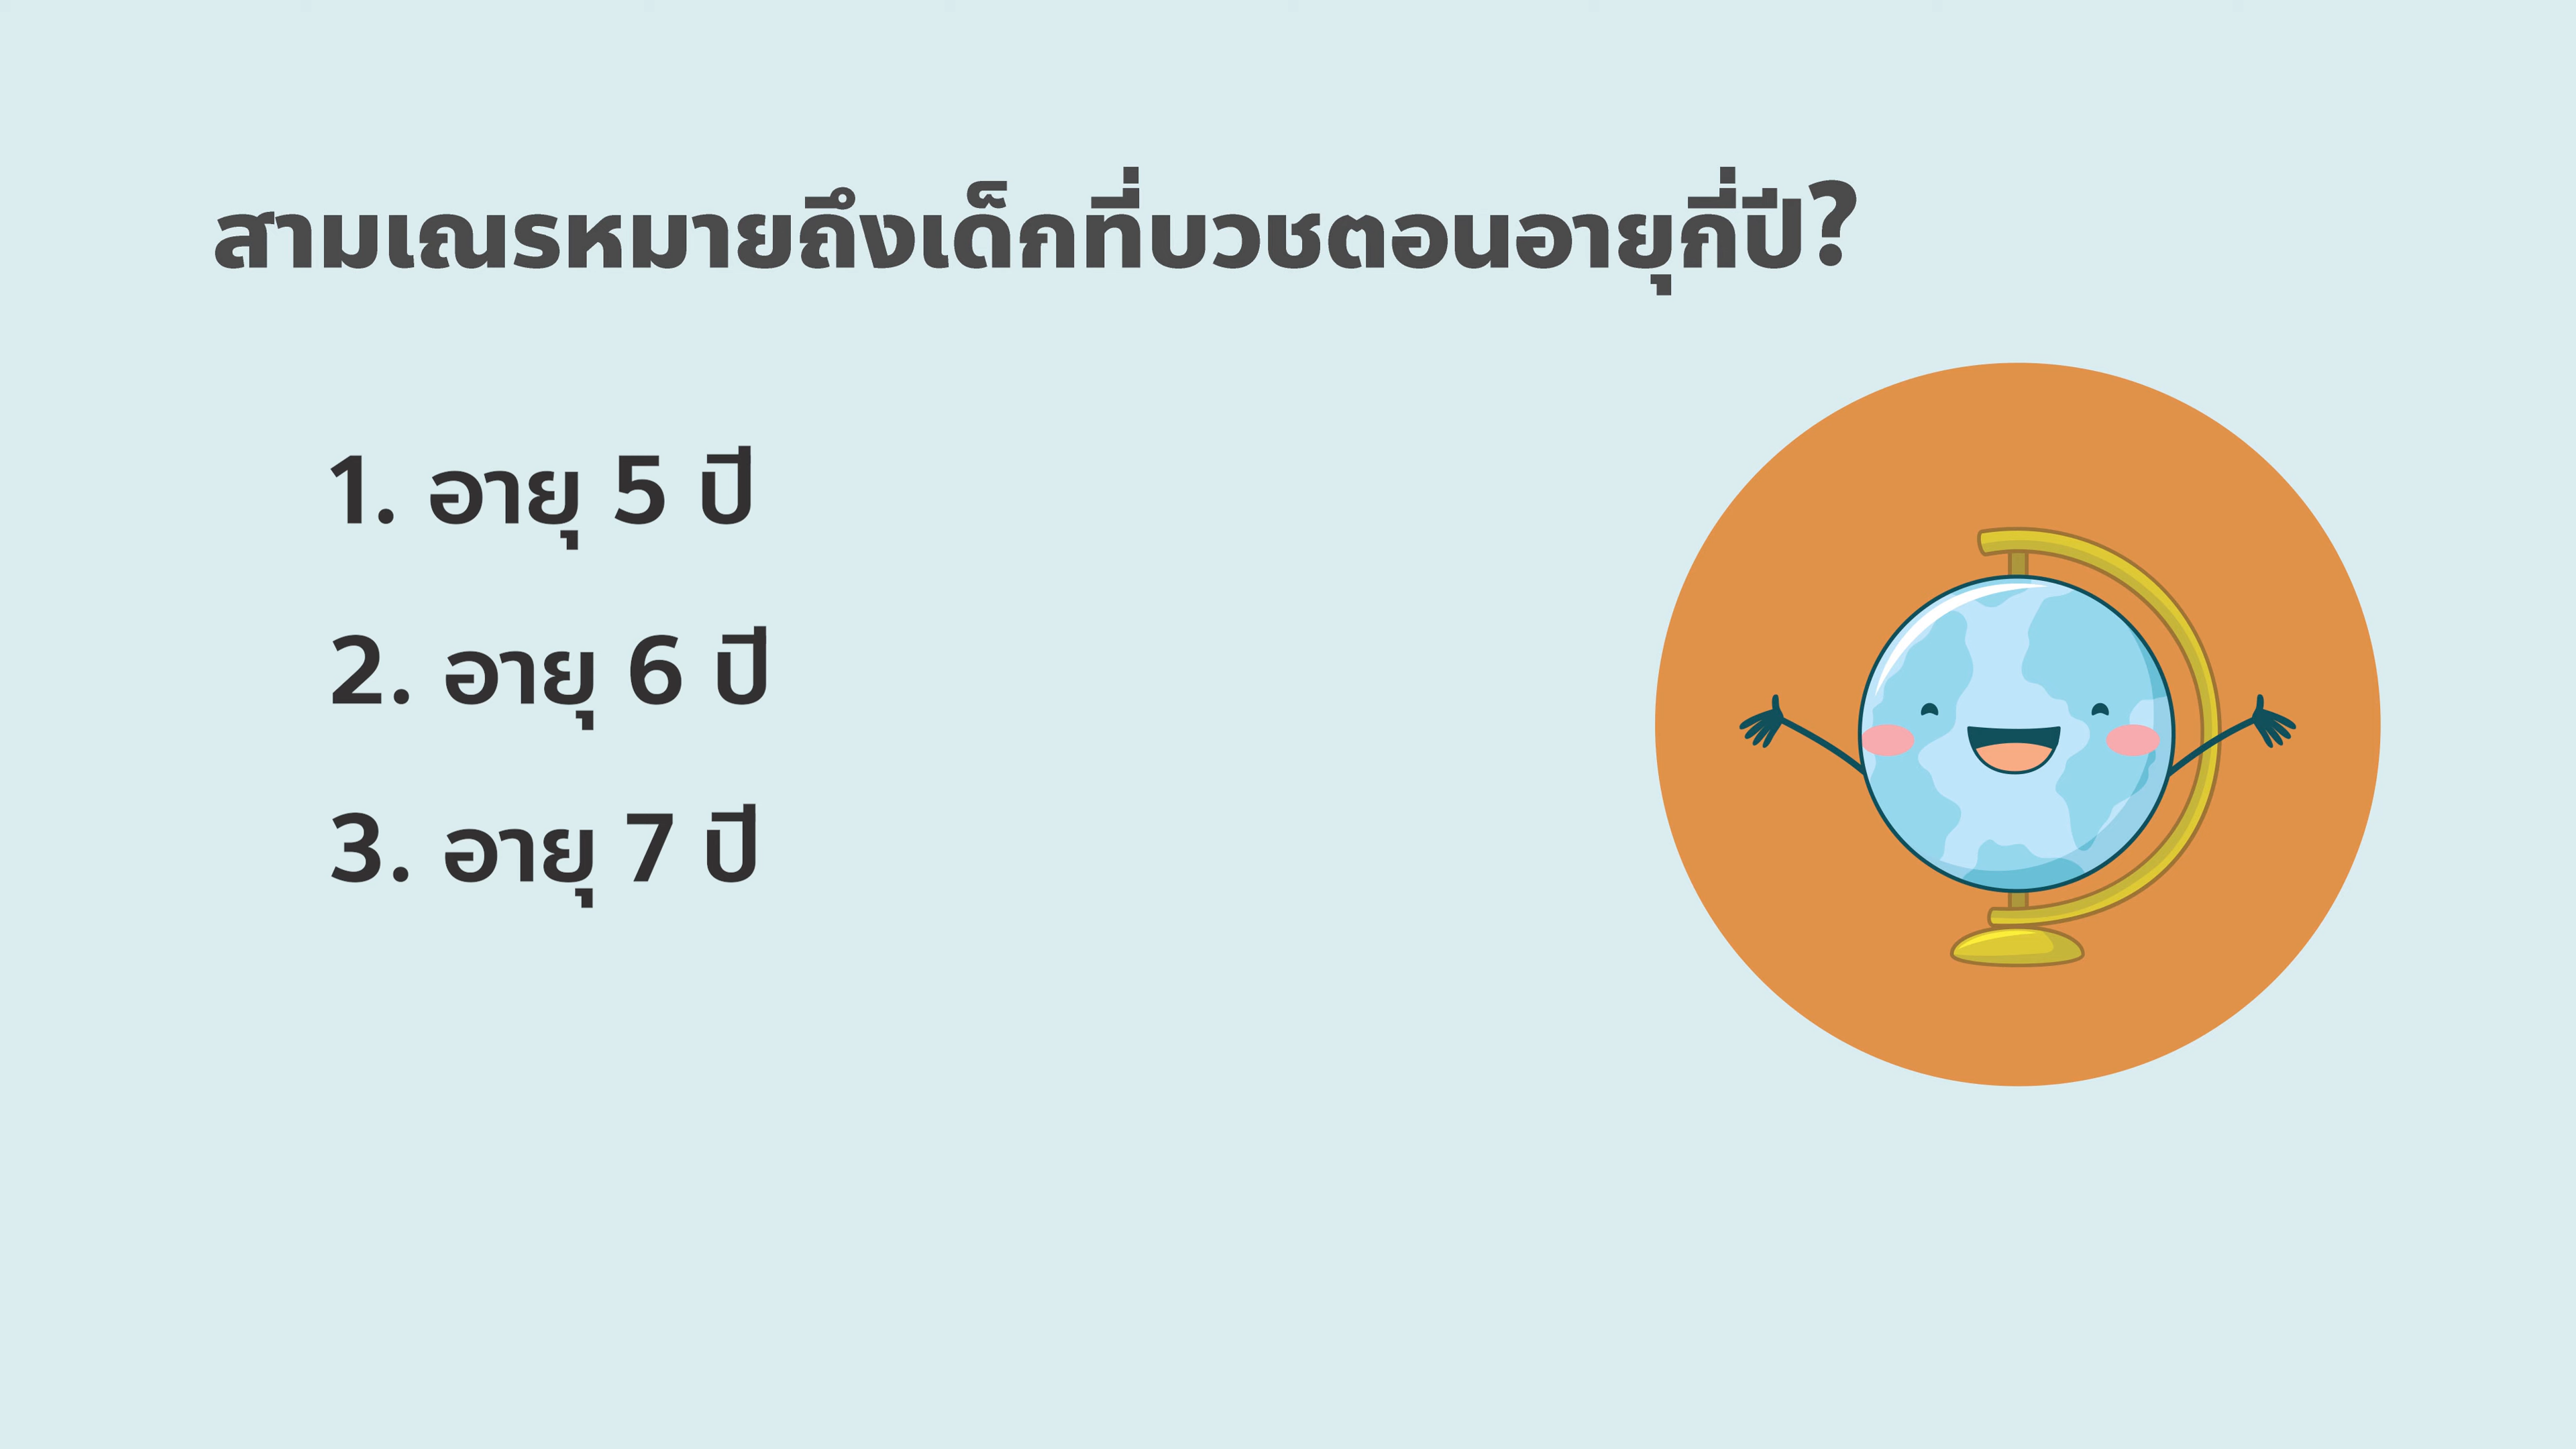 สามเณรหมายถึงเด็กที่บวชตอนอายุกี่ปี?
1. อายุ 5 ปี
2. อายุ 6 ปี
3. อายุ 7 ปี